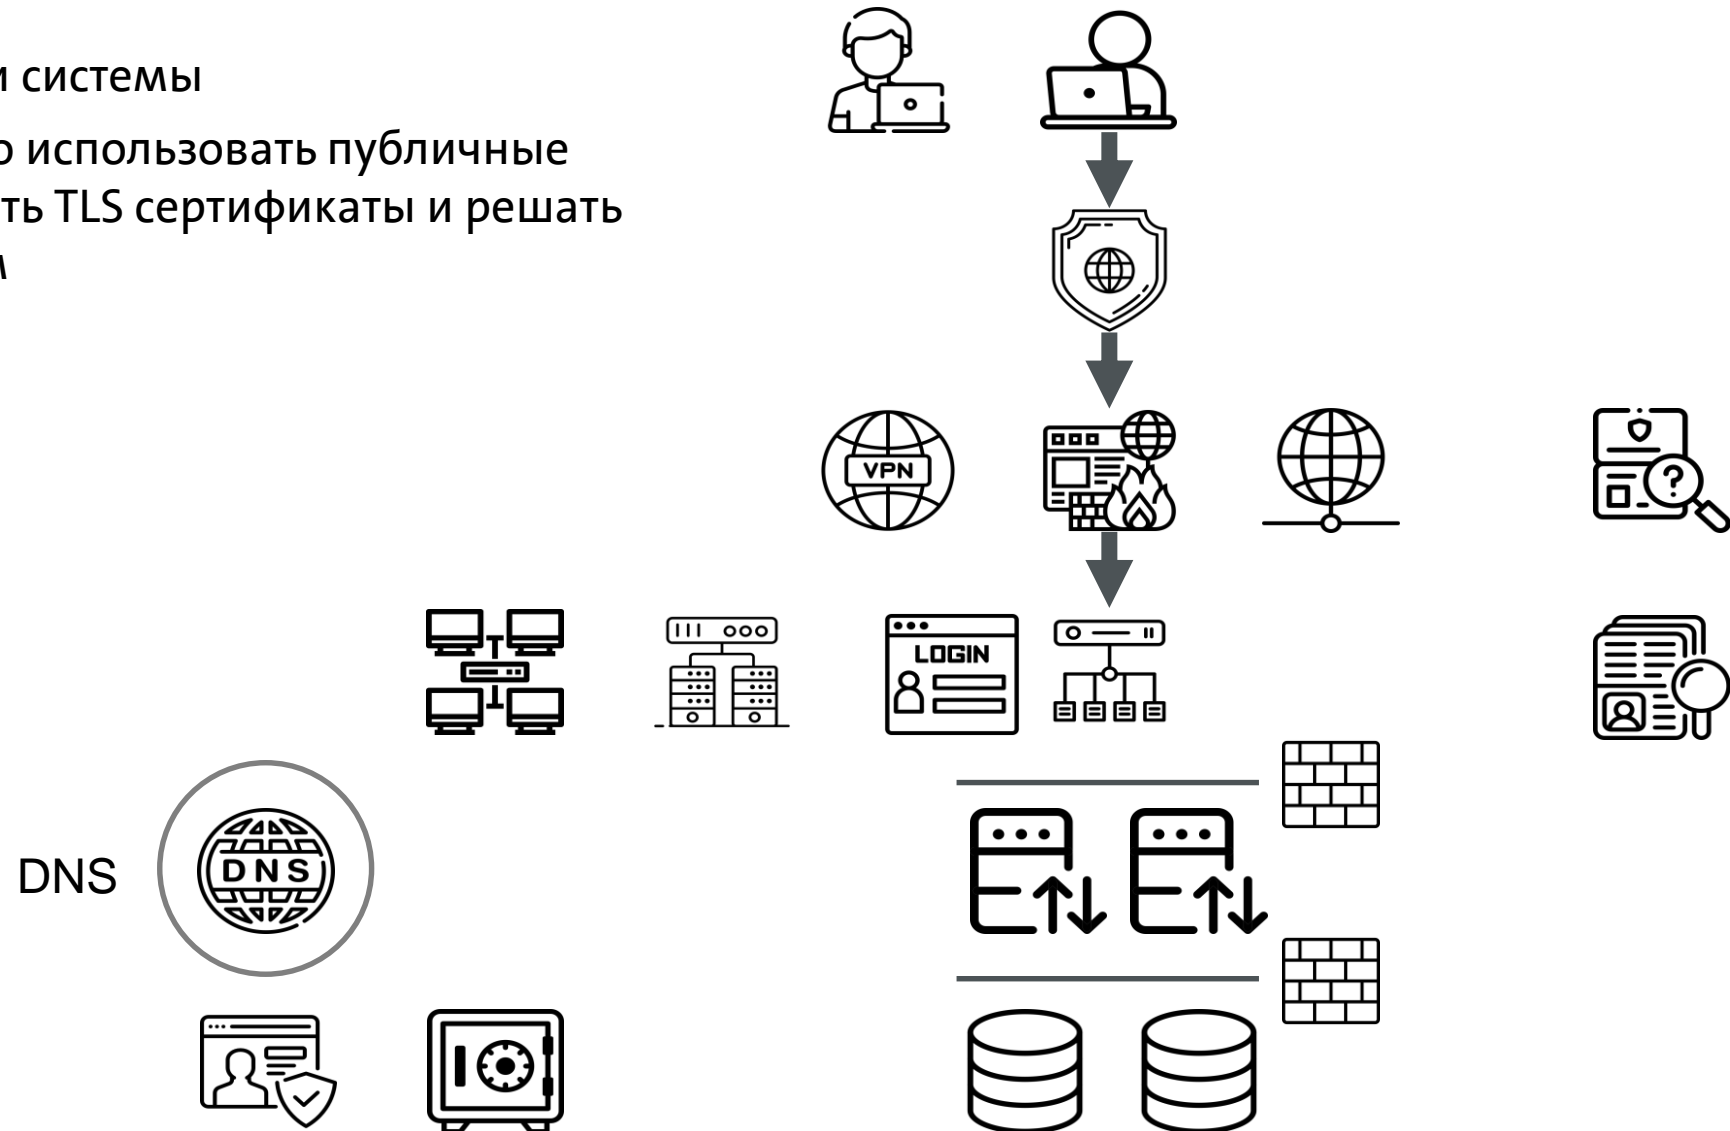 и системы
о использовать публичные
ть TLS сертификаты и решать
VPN
LOGIN
DNS
DNS